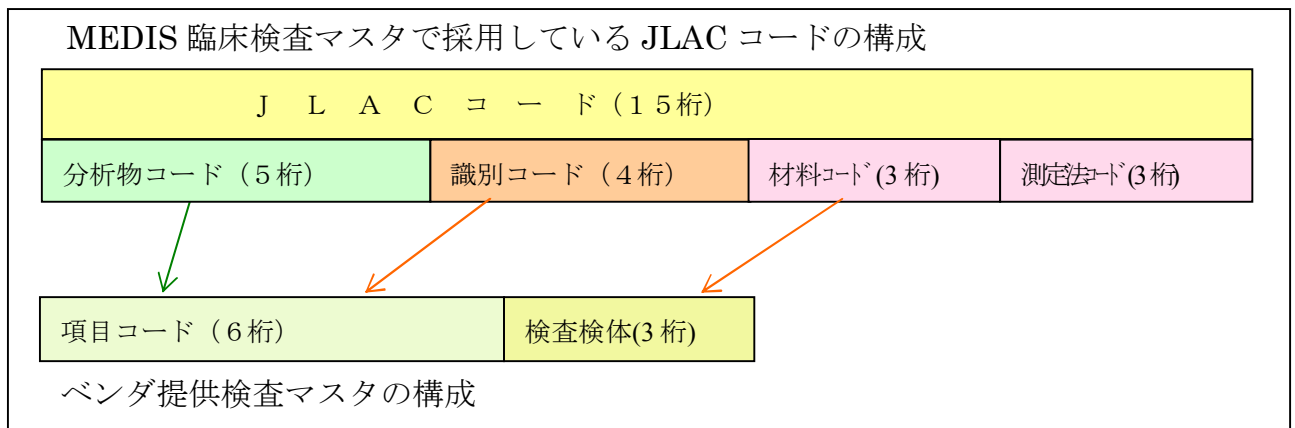 MEDIS 臨床検査マスタで採用している JLAC コードの構成
J L A C コ ー ド（１５桁）
分析物コード（５桁） 識別コード（４桁） 材料ｺｰﾄﾞ(3 桁) 測定法ｺｰﾄﾞ(3 桁)
項目コード（６桁） 検査検体(3 桁)
ベンダ提供検査マスタの構成